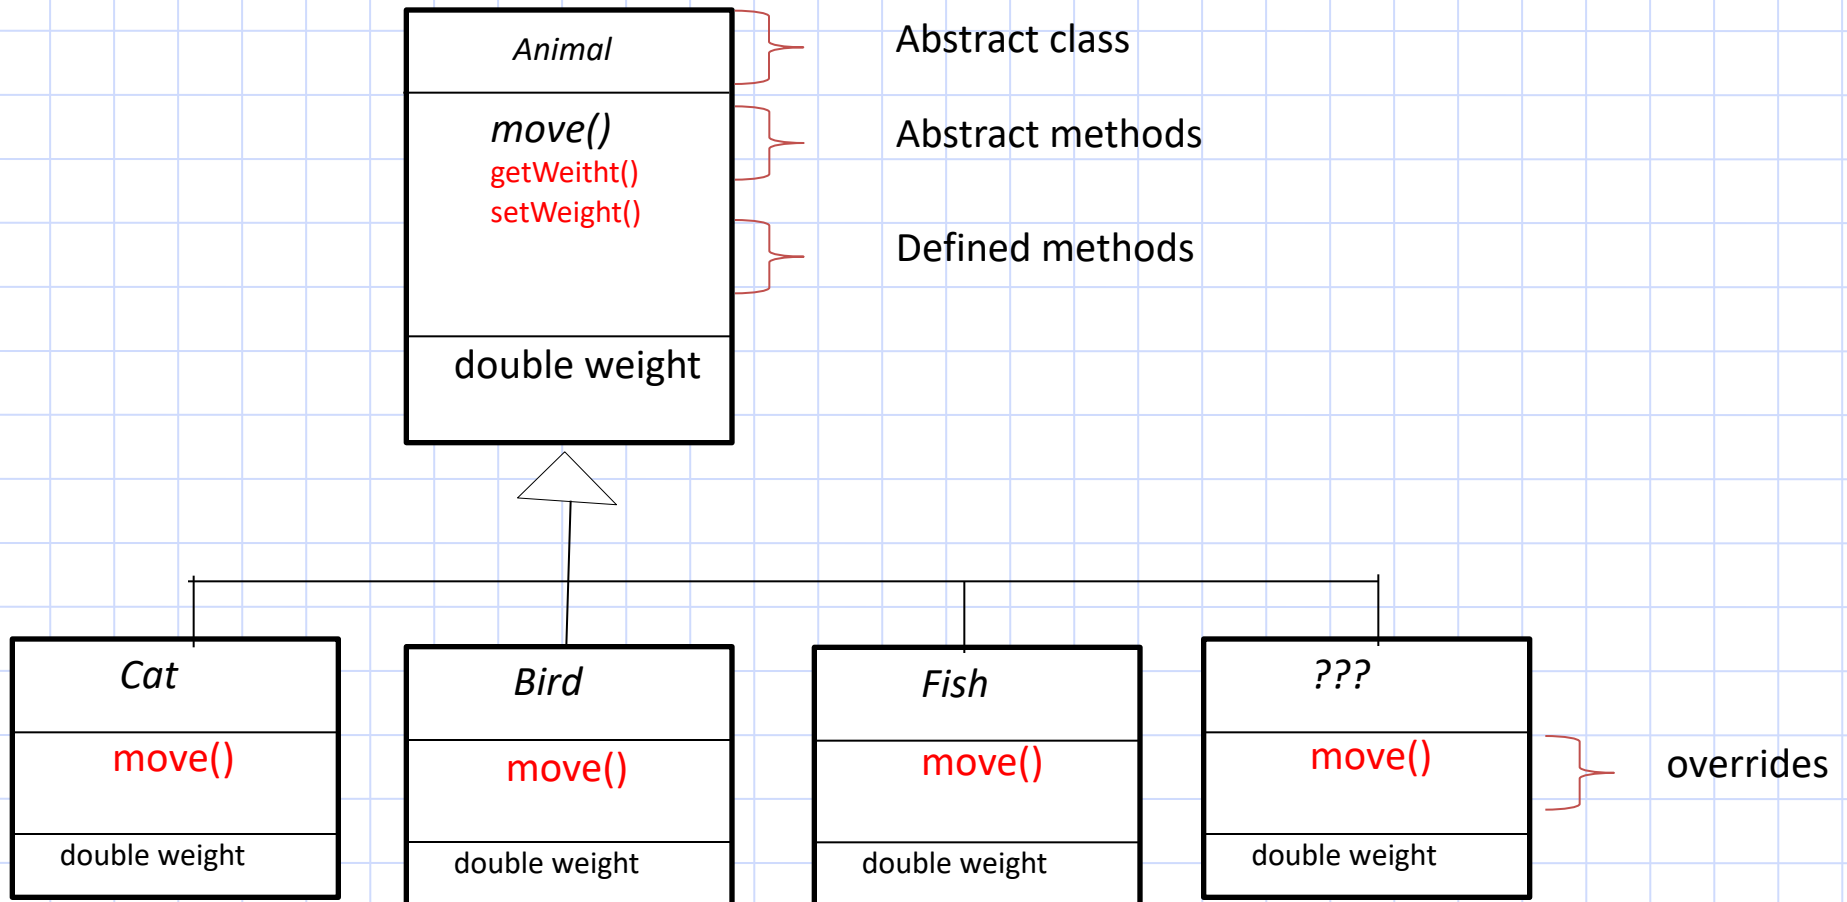 Animal
Abstract class
move()
Abstract methods
getWeitht()
setWeight()
Defined methods
double weight
Cat
Bird
Fish
???
move()
move()
move()
move()
overrides
double weight
double weight
double weight
double weight